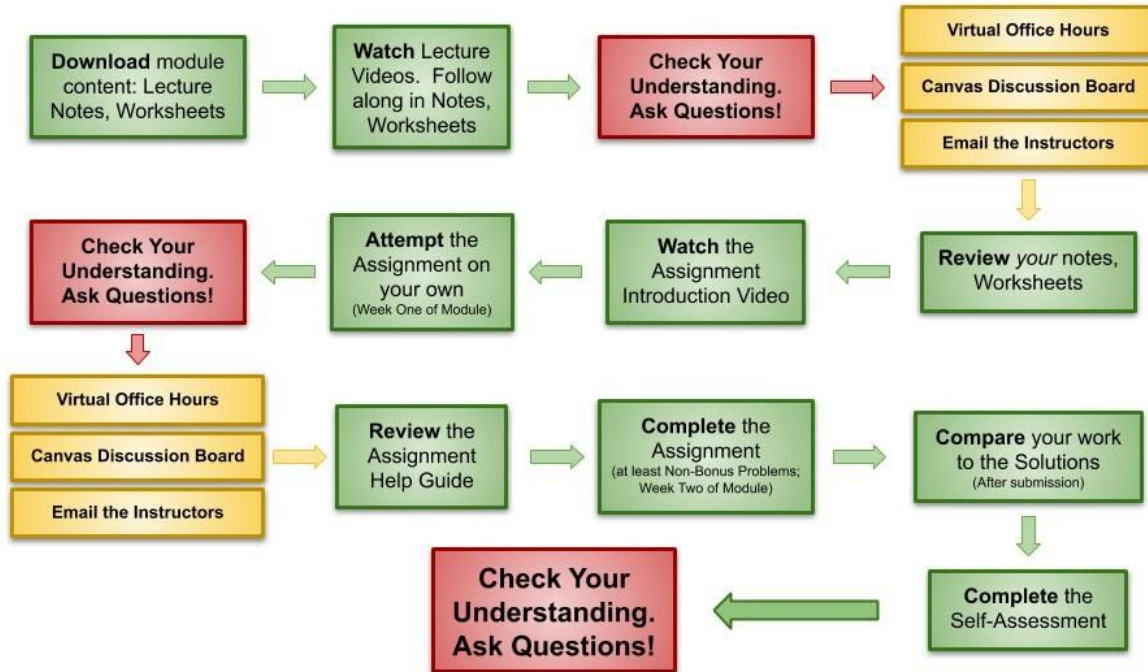 Download module
content: Lecture
Notes, Worksheets
Watch Lecture
Videos. Follow
along in Notes,
Worksheets
Check Your
Understanding.
Ask Questions!
Virtual Office Hours
Canvas Discussion Board
Email the Instructors
Review your notes,
Worksheets
Watch the
Assignment
Introduction Video
Attempt the
Assignment on
your own
(Week One of Module)
Check Your
Understanding.
Ask Questions!
Virtual Office Hours
Canvas Discussion Board
Email the Instructors
Review the
Assignment
Help Guide
Complete the
Assignment
(at least Non-Bonus Problems;
Week Two of Module)
Compare your work
to the Solutions
(After submission)
Complete the
Self-Assessment
Check Your
Understanding.
Ask Questions!